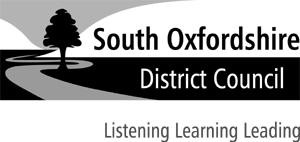 South Oxfordshire
District Council
Listening Learning Leading